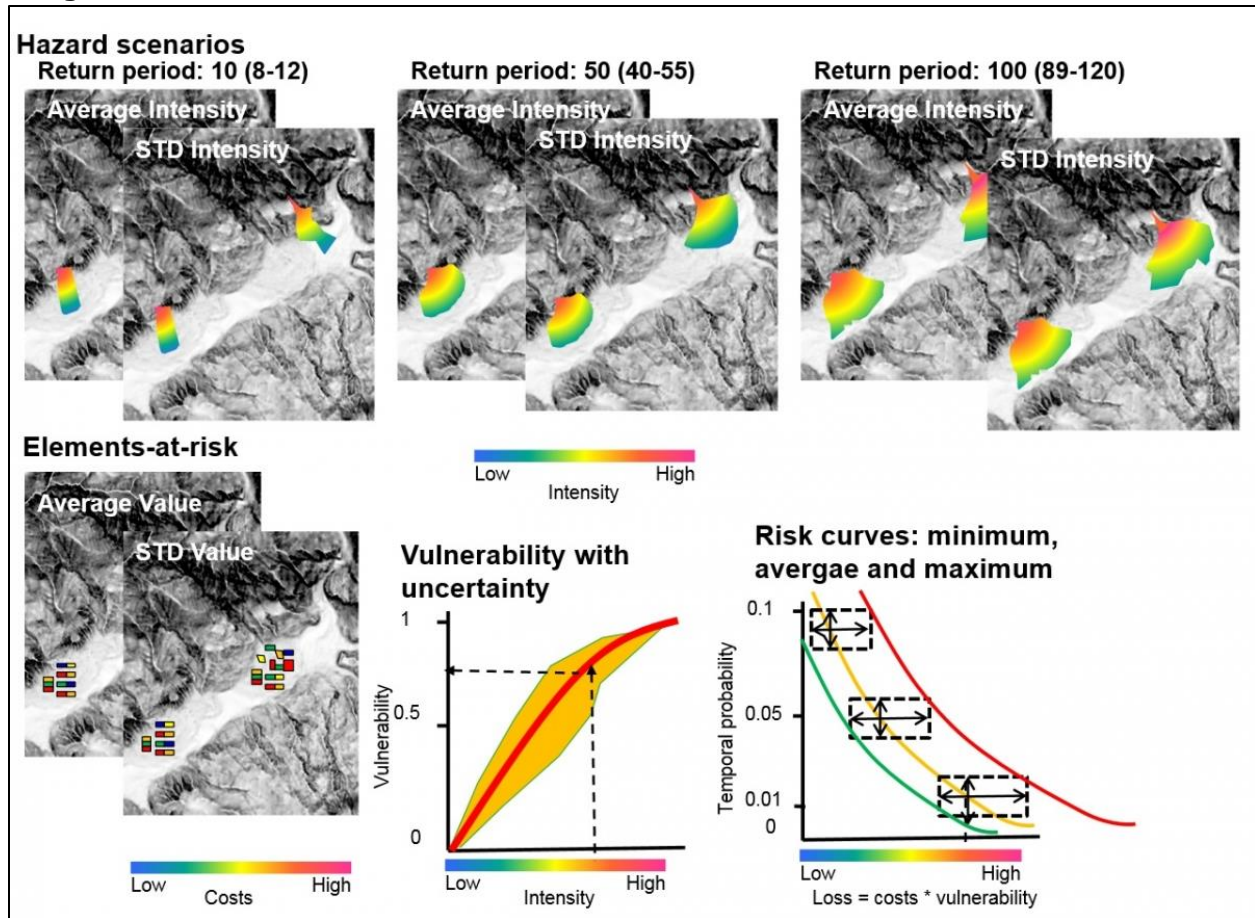 Hazard scenarios
Return period: 10 (8-12)
Average Intensity
STD Intensity
Return period: 50 (40-55)
Average Intensity
STD Intensity
Return period: 100 (89-120)
Average Intensity
STD Intensity
Low
High
Intensity
Elements-at-risk
Average Value
STD Value
Low
High
Costs
Vulnerability with
uncertainty
1
0.5
0
Vulnerability
Low
High
Intensity
Risk curves: minimum,
avergae and maximum
0.1
0.05
0.01
0
Temporal probability
Low
High
Loss = costs * vulnerability